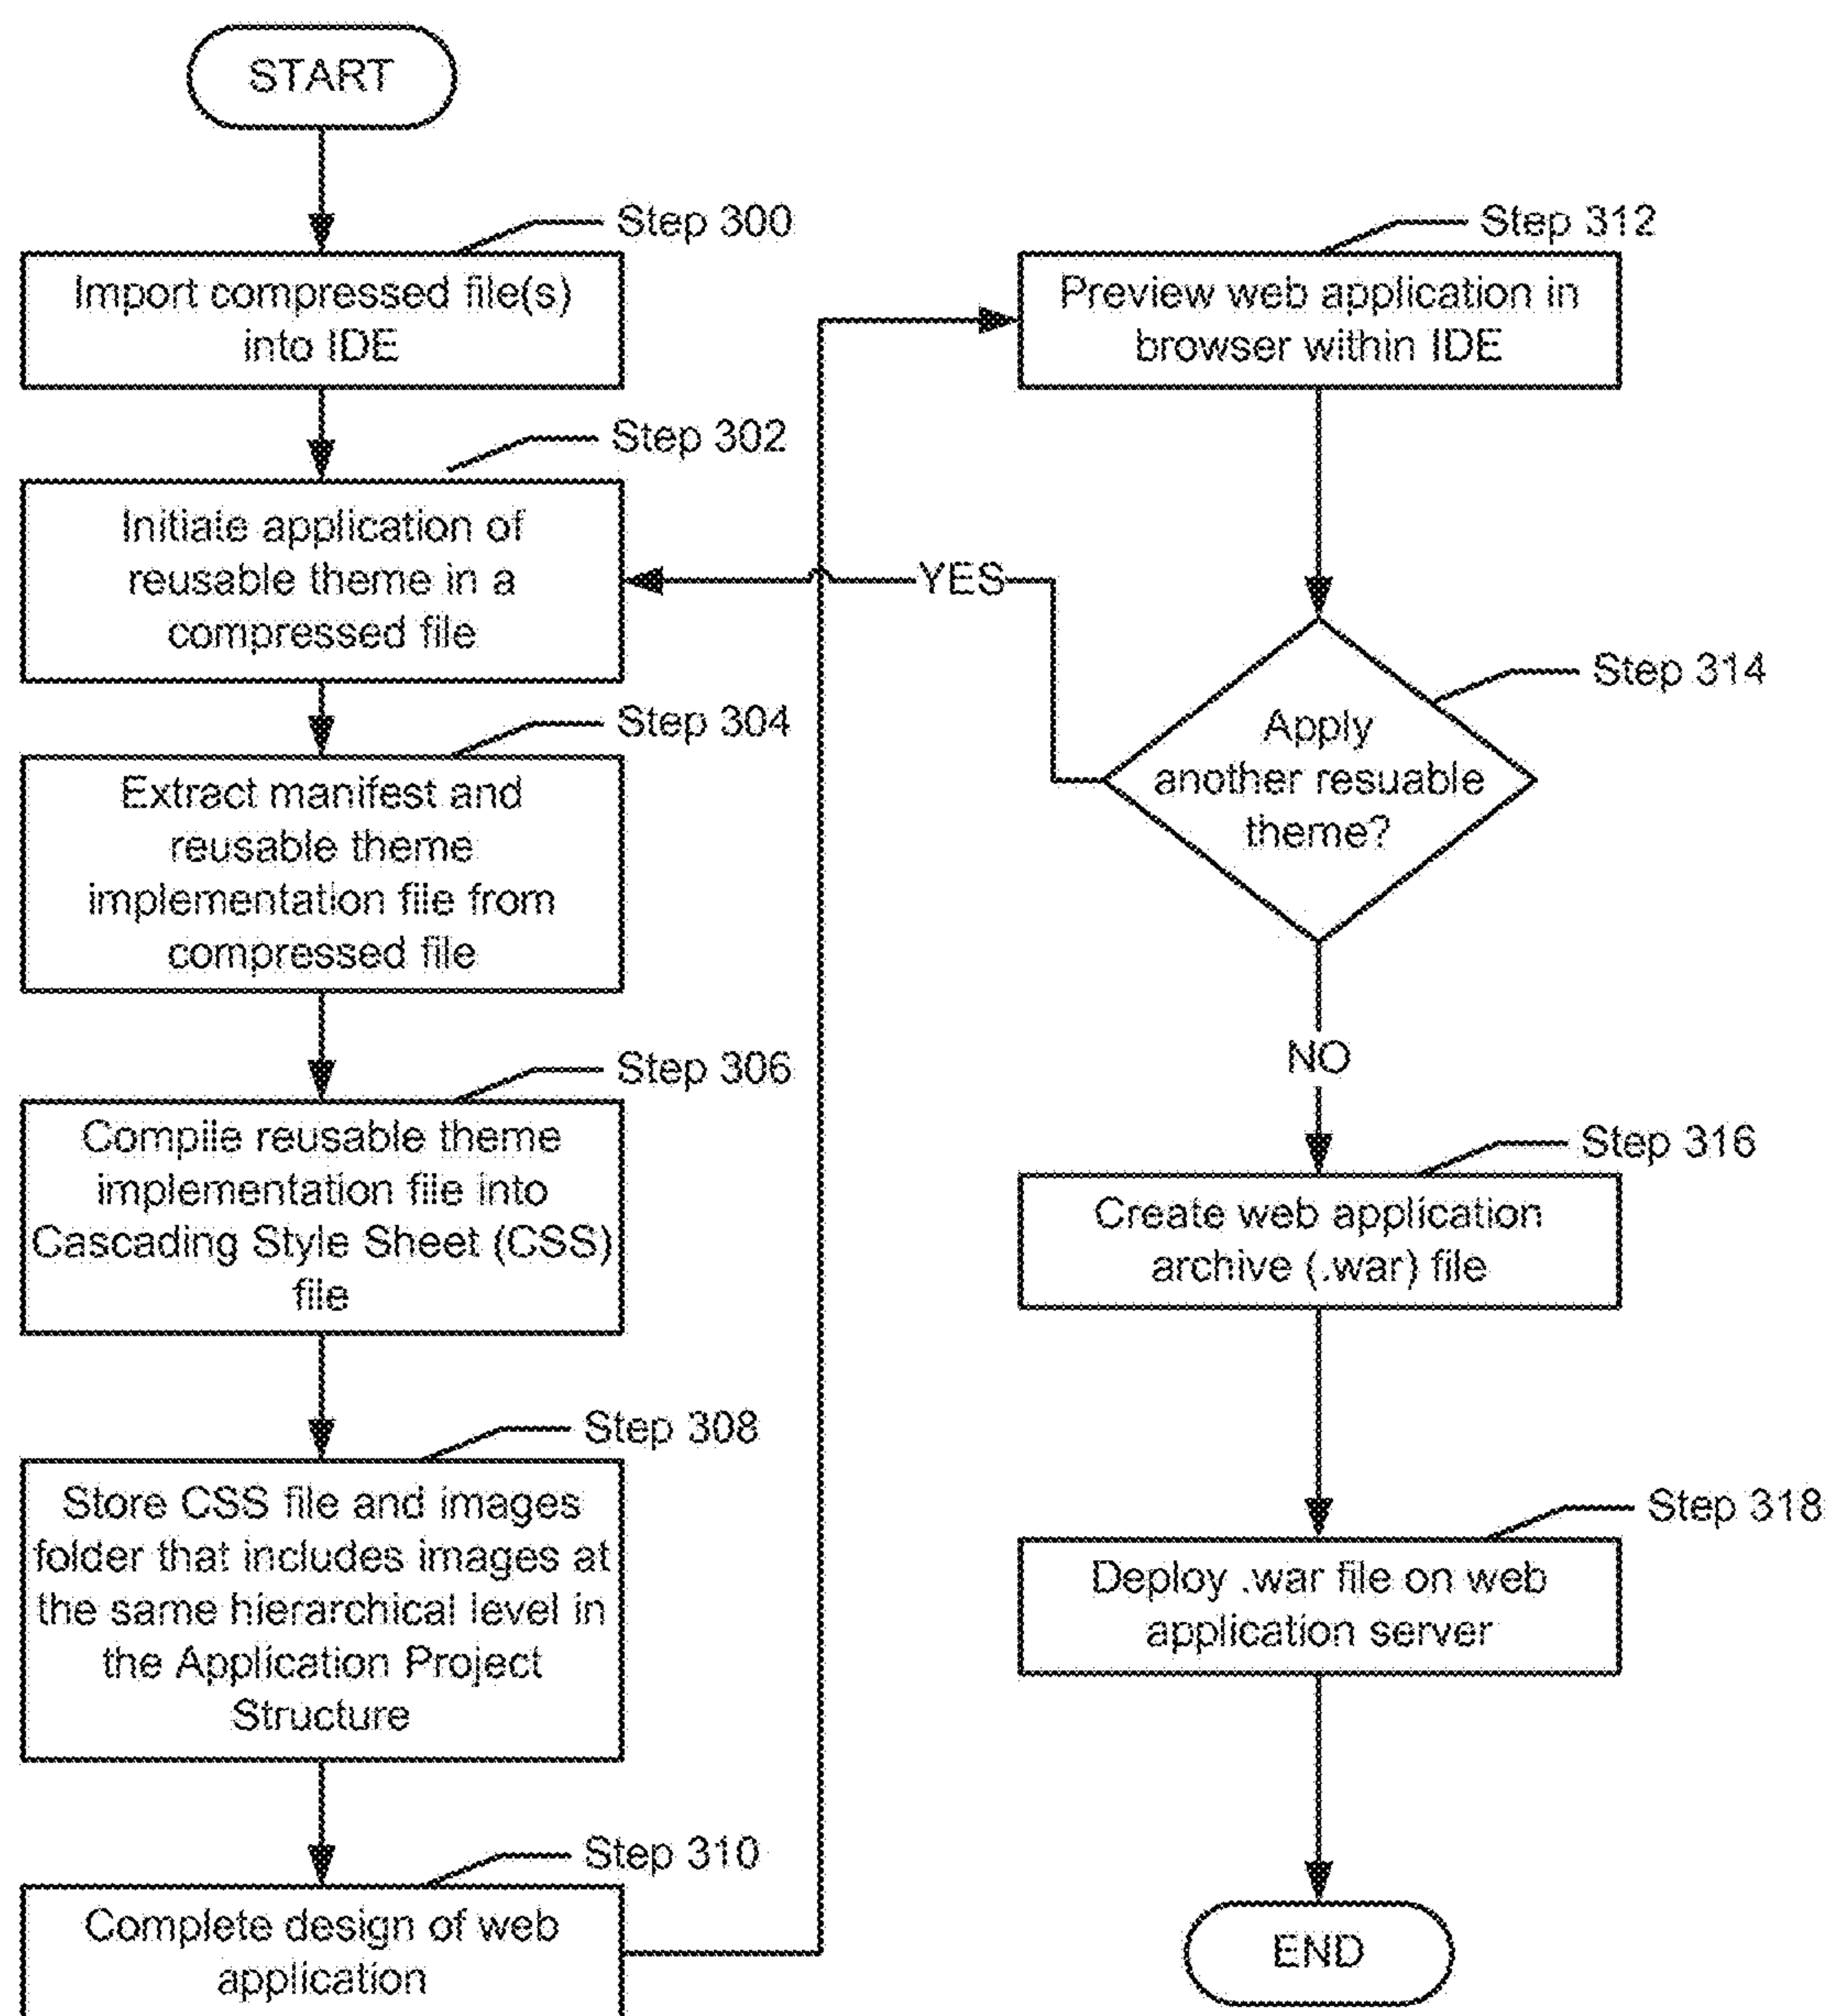 START
Step 300
Import compressed file(s)
into IDE
Step 302
Initiate application of
reusable theme in a
compressed file
Step 304
Extract manifest and
reusable theme
implementation file from
compressed file
Step 306
Compile reusable theme
implementation file into
Cascading Style Sheet (CSS)
file
Step 308
Store CSS file and images
folder that includes images at
the same hierarchical level in
the Application Project
Structure
Step 310
Complete design of web
application
Step 312
Preview web application in
browser within IDE
Step 314
Apply
another resuable
theme?
YES
NO
Step 316
Create web application
archive (.war) file
Step 318
Deploy .war file on web
application server
END